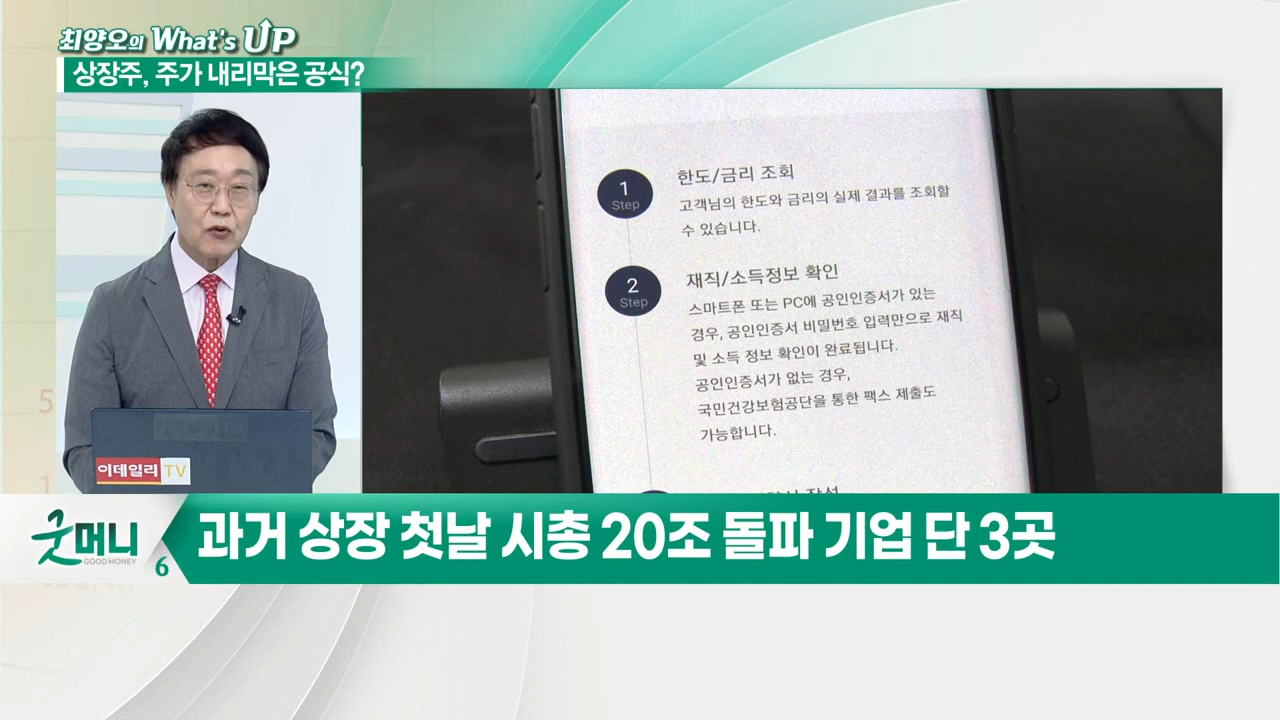 최양오의 What's UP
상장주, 주가 내리막은 공식?
1
Step
한도/금리 조회
고객님의 한도와 금리의 실제 결과를 조회할
수 있습니다.
2
Step
재직/소득정보 확인
스마트폰 또는 PC에 공인인증서가 있는
경우, 공인인증서 비밀번호 입력만으로 재직
및 소득 정보 확인이 완료됩니다.
공인인증서가 없는 경우,
국민건강보험공단을 통한 팩스 제출도
가능합니다.
5
1
이데일리 TV
굿머니
GOOD MONEY
6
과거 상장 첫날 시총 20조 돌파 기업 단 3곳